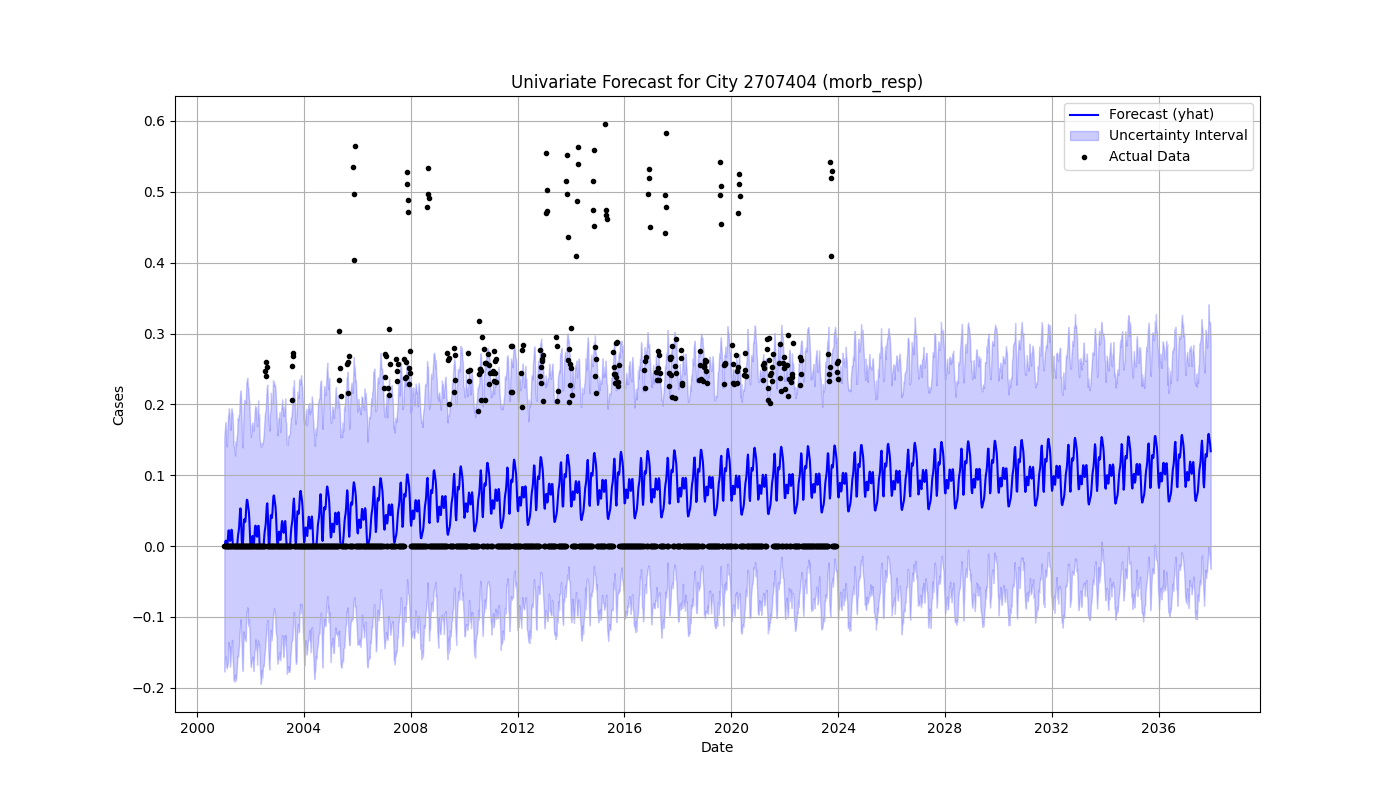 Univariate Forecast for City 2707404 (morb_resp)
Forecast (yhat)
Uncertainty Interval
Actual Data
Cases
0.6
0.5
0.4
0.3
0.2
0.1
0.0
−0.1
−0.2
2000 2004 2008 2012 2016 2020 2024 2028 2032 2036
Date